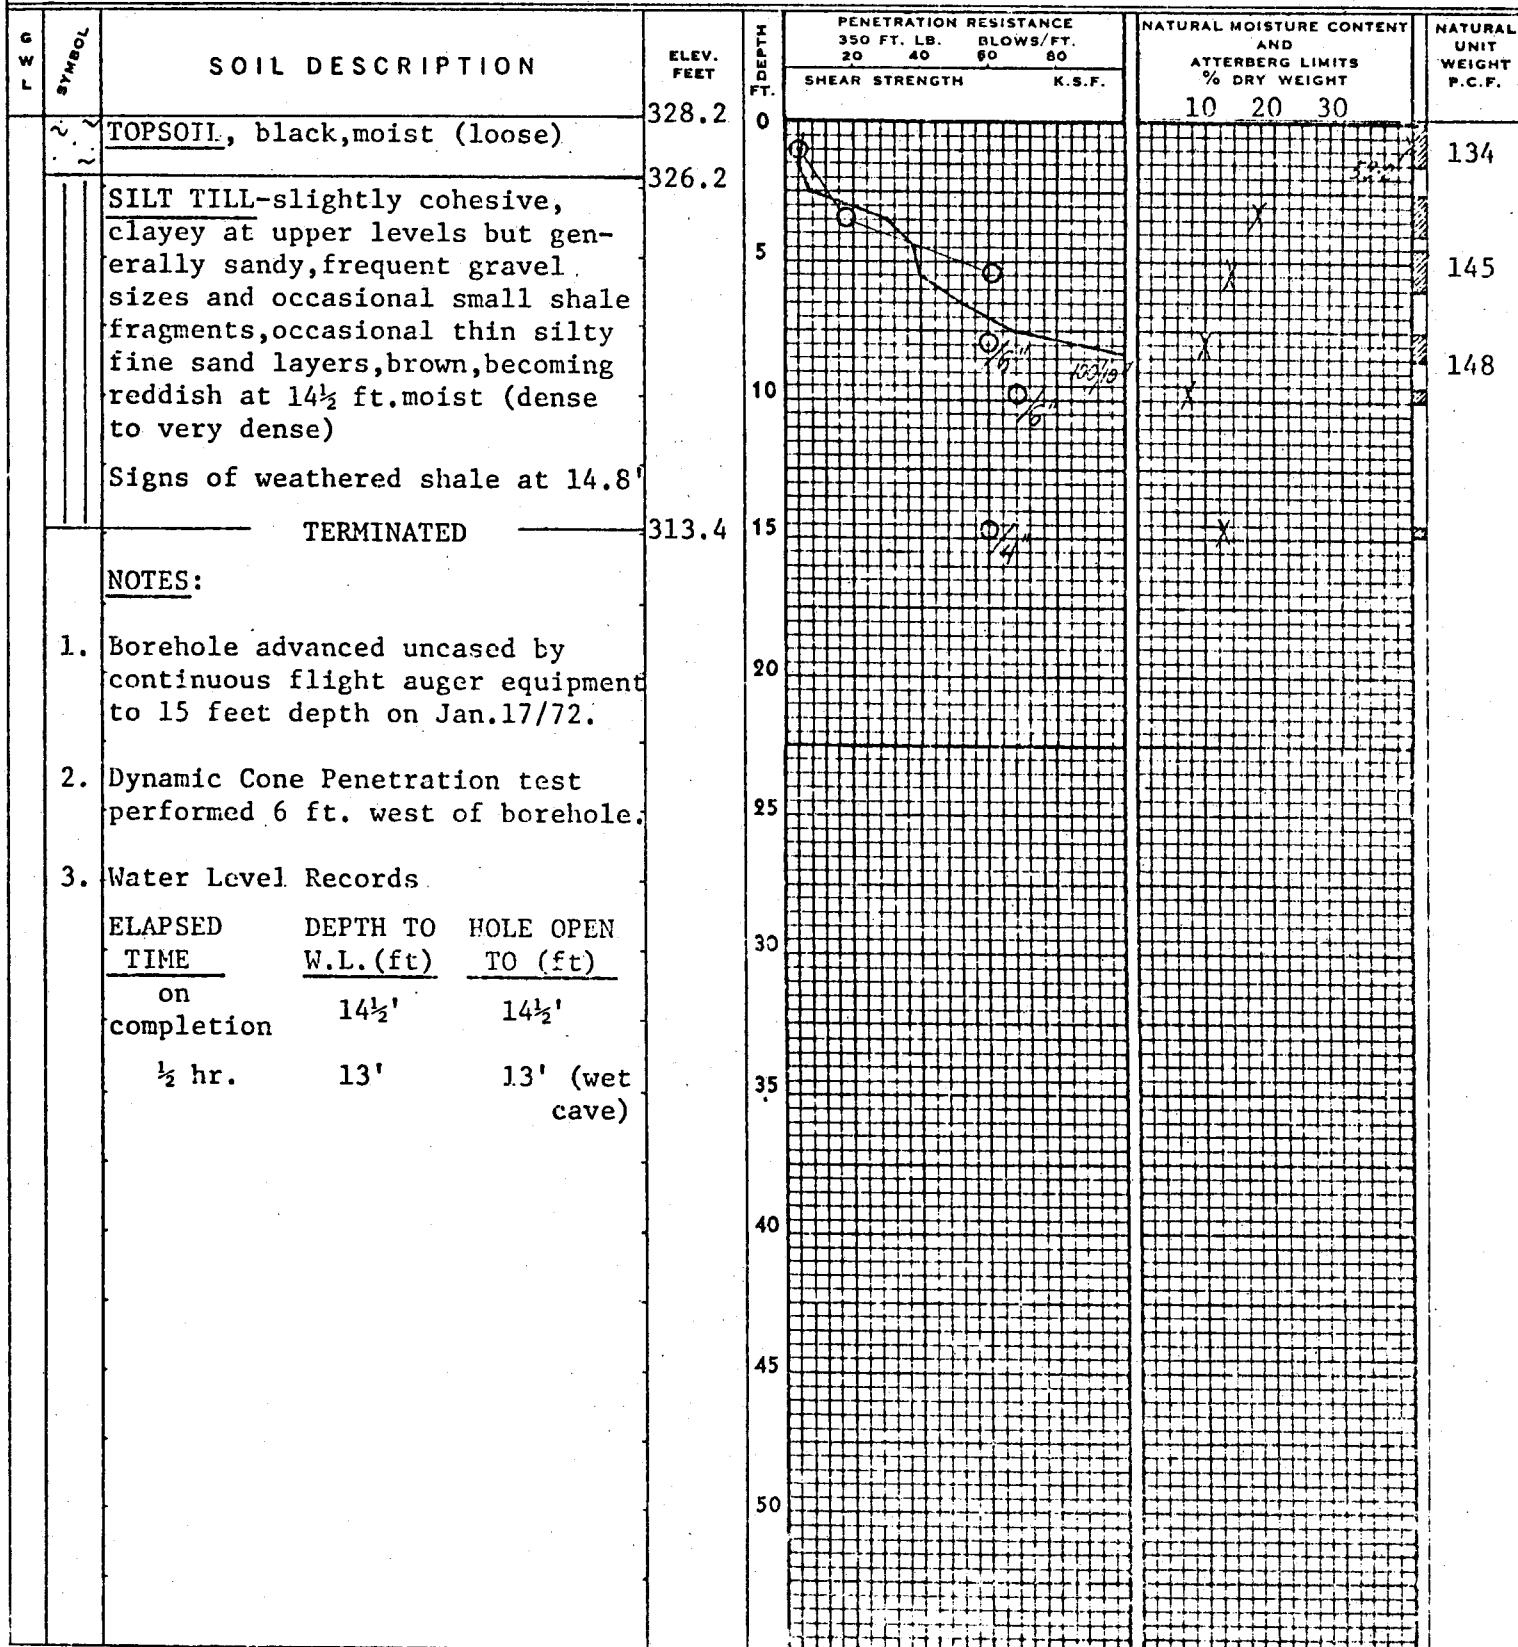 G W L
SYMBOL
SOIL DESCRIPTION
ELEV. FEET
FT. DEPTH
PENETRATION RESISTANCE
350 FT. LB. BLOWS/FT.
20 40 60 80
SHEAR STRENGTH K.S.F.
NATURAL MOISTURE CONTENT
AND
ATTERBERG LIMITS
% DRY WEIGHT
10 20 30
NATURAL
UNIT
WEIGHT
P.C.F.
328.2
0
TOPSOIL, black,moist (loose)
134
326.2
SILT TILL-slightly cohesive,
clayey at upper levels but gen-
erally sandy,frequent gravel
sizes and occasional small shale
fragments,occasional thin silty
fine sand layers,brown,becoming
reddish at 14½ ft.moist (dense
to very dense)
Signs of weathered shale at 14.8'
5
145
/6"
148
10
/6"
TERMINATED
313.4
15
/4"
NOTES:
1. Borehole advanced uncased by
continuous flight auger equipment
to 15 feet depth on Jan.17/72.
20
2. Dynamic Cone Penetration test
performed 6 ft. west of borehole.
25
3. Water Level Records
ELAPSED DEPTH TO HOLE OPEN
TIME W.L.(ft) TO (ft)
30
on
completion 14½' 14½'
½ hr. 13' 13' (wet
cave)
35
40
45
50